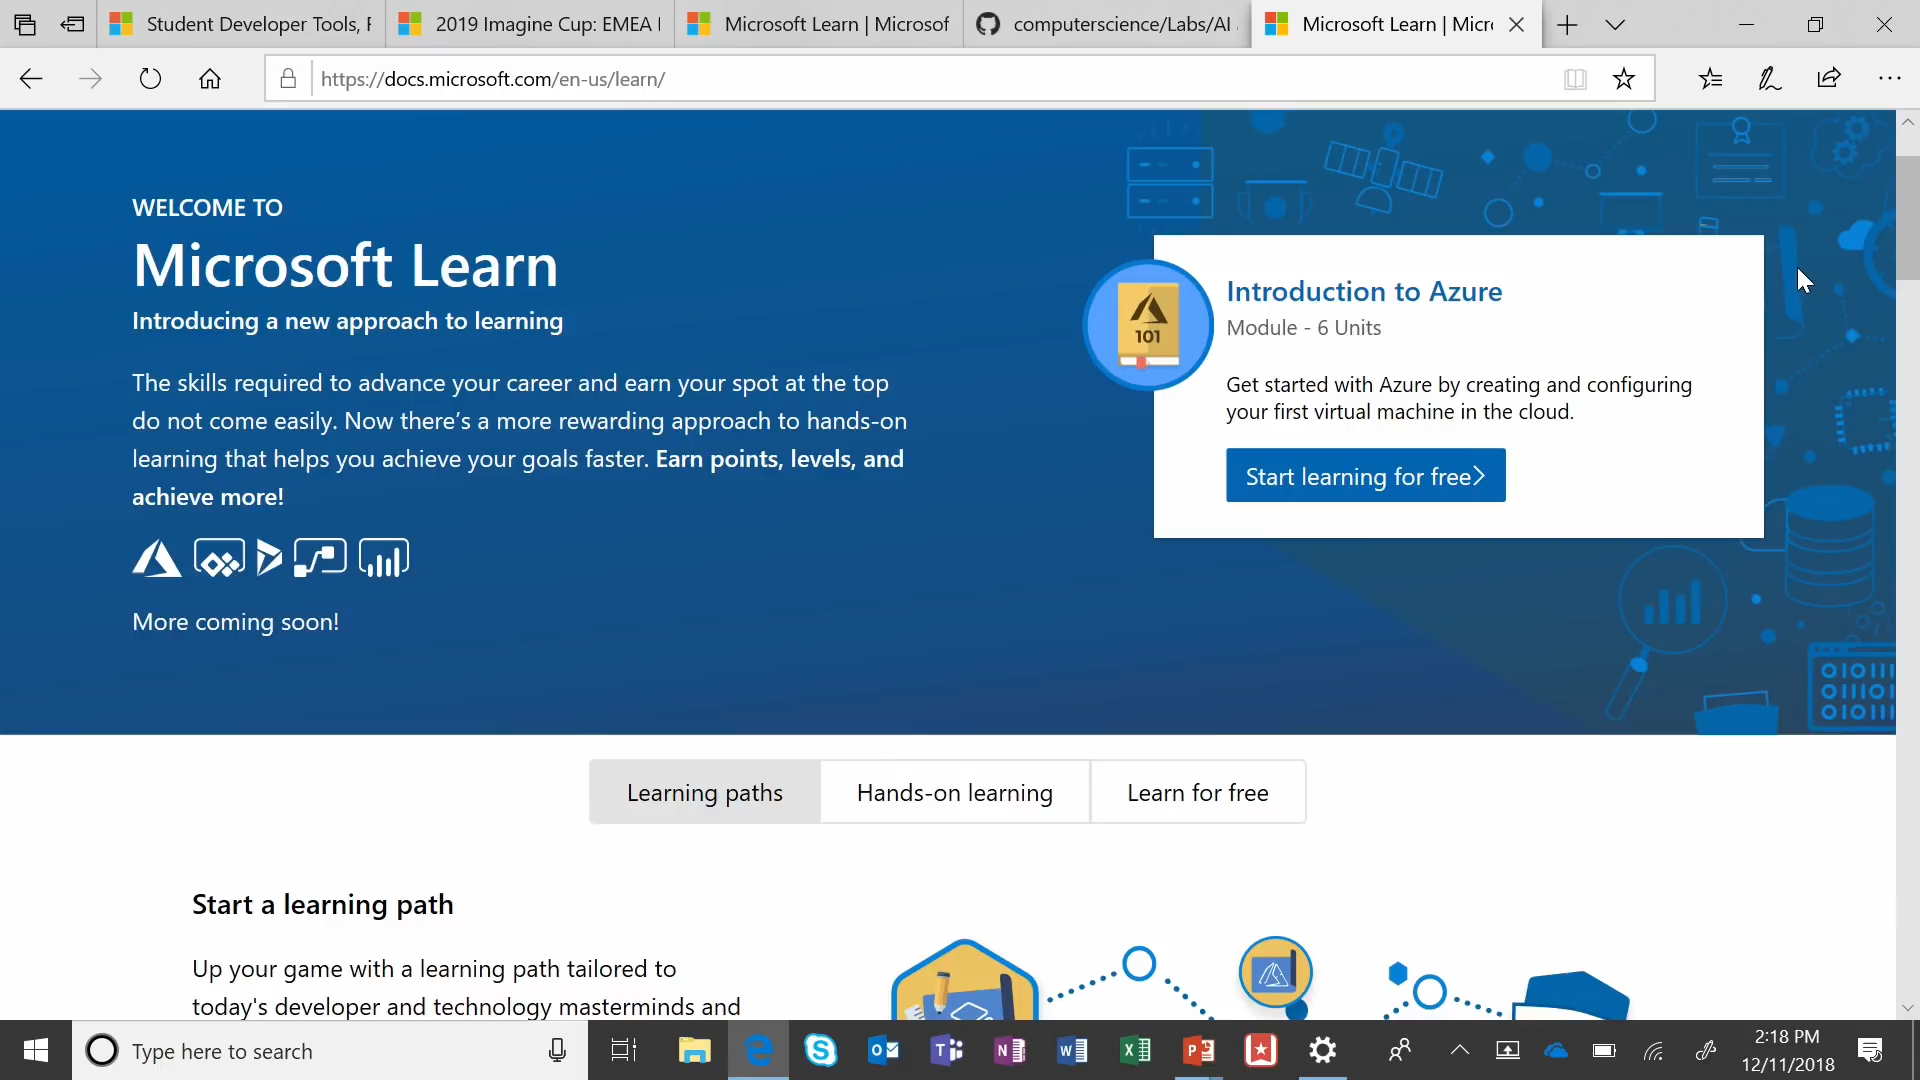 Student Developer Tools, F
2019 Imagine Cup: EMEA
Microsoft Learn | Microsof
computerscience/Labs/AI
Microsoft Learn | Micr
https://docs.microsoft.com/en-us/learn/
WELCOME TO
Microsoft Learn
Introducing a new approach to learning
The skills required to advance your career and earn your spot at the top
do not come easily. Now there’s a more rewarding approach to hands-on
learning that helps you achieve your goals faster. Earn points, levels, and
achieve more!
More coming soon!
101
Introduction to Azure
Module - 6 Units
Get started with Azure by creating and configuring
your first virtual machine in the cloud.
Start learning for free
Learning paths
Hands-on learning
Learn for free
Start a learning path
Up your game with a learning path tailored to
today's developer and technology masterminds and
Type here to search
2:18 PM
12/11/2018